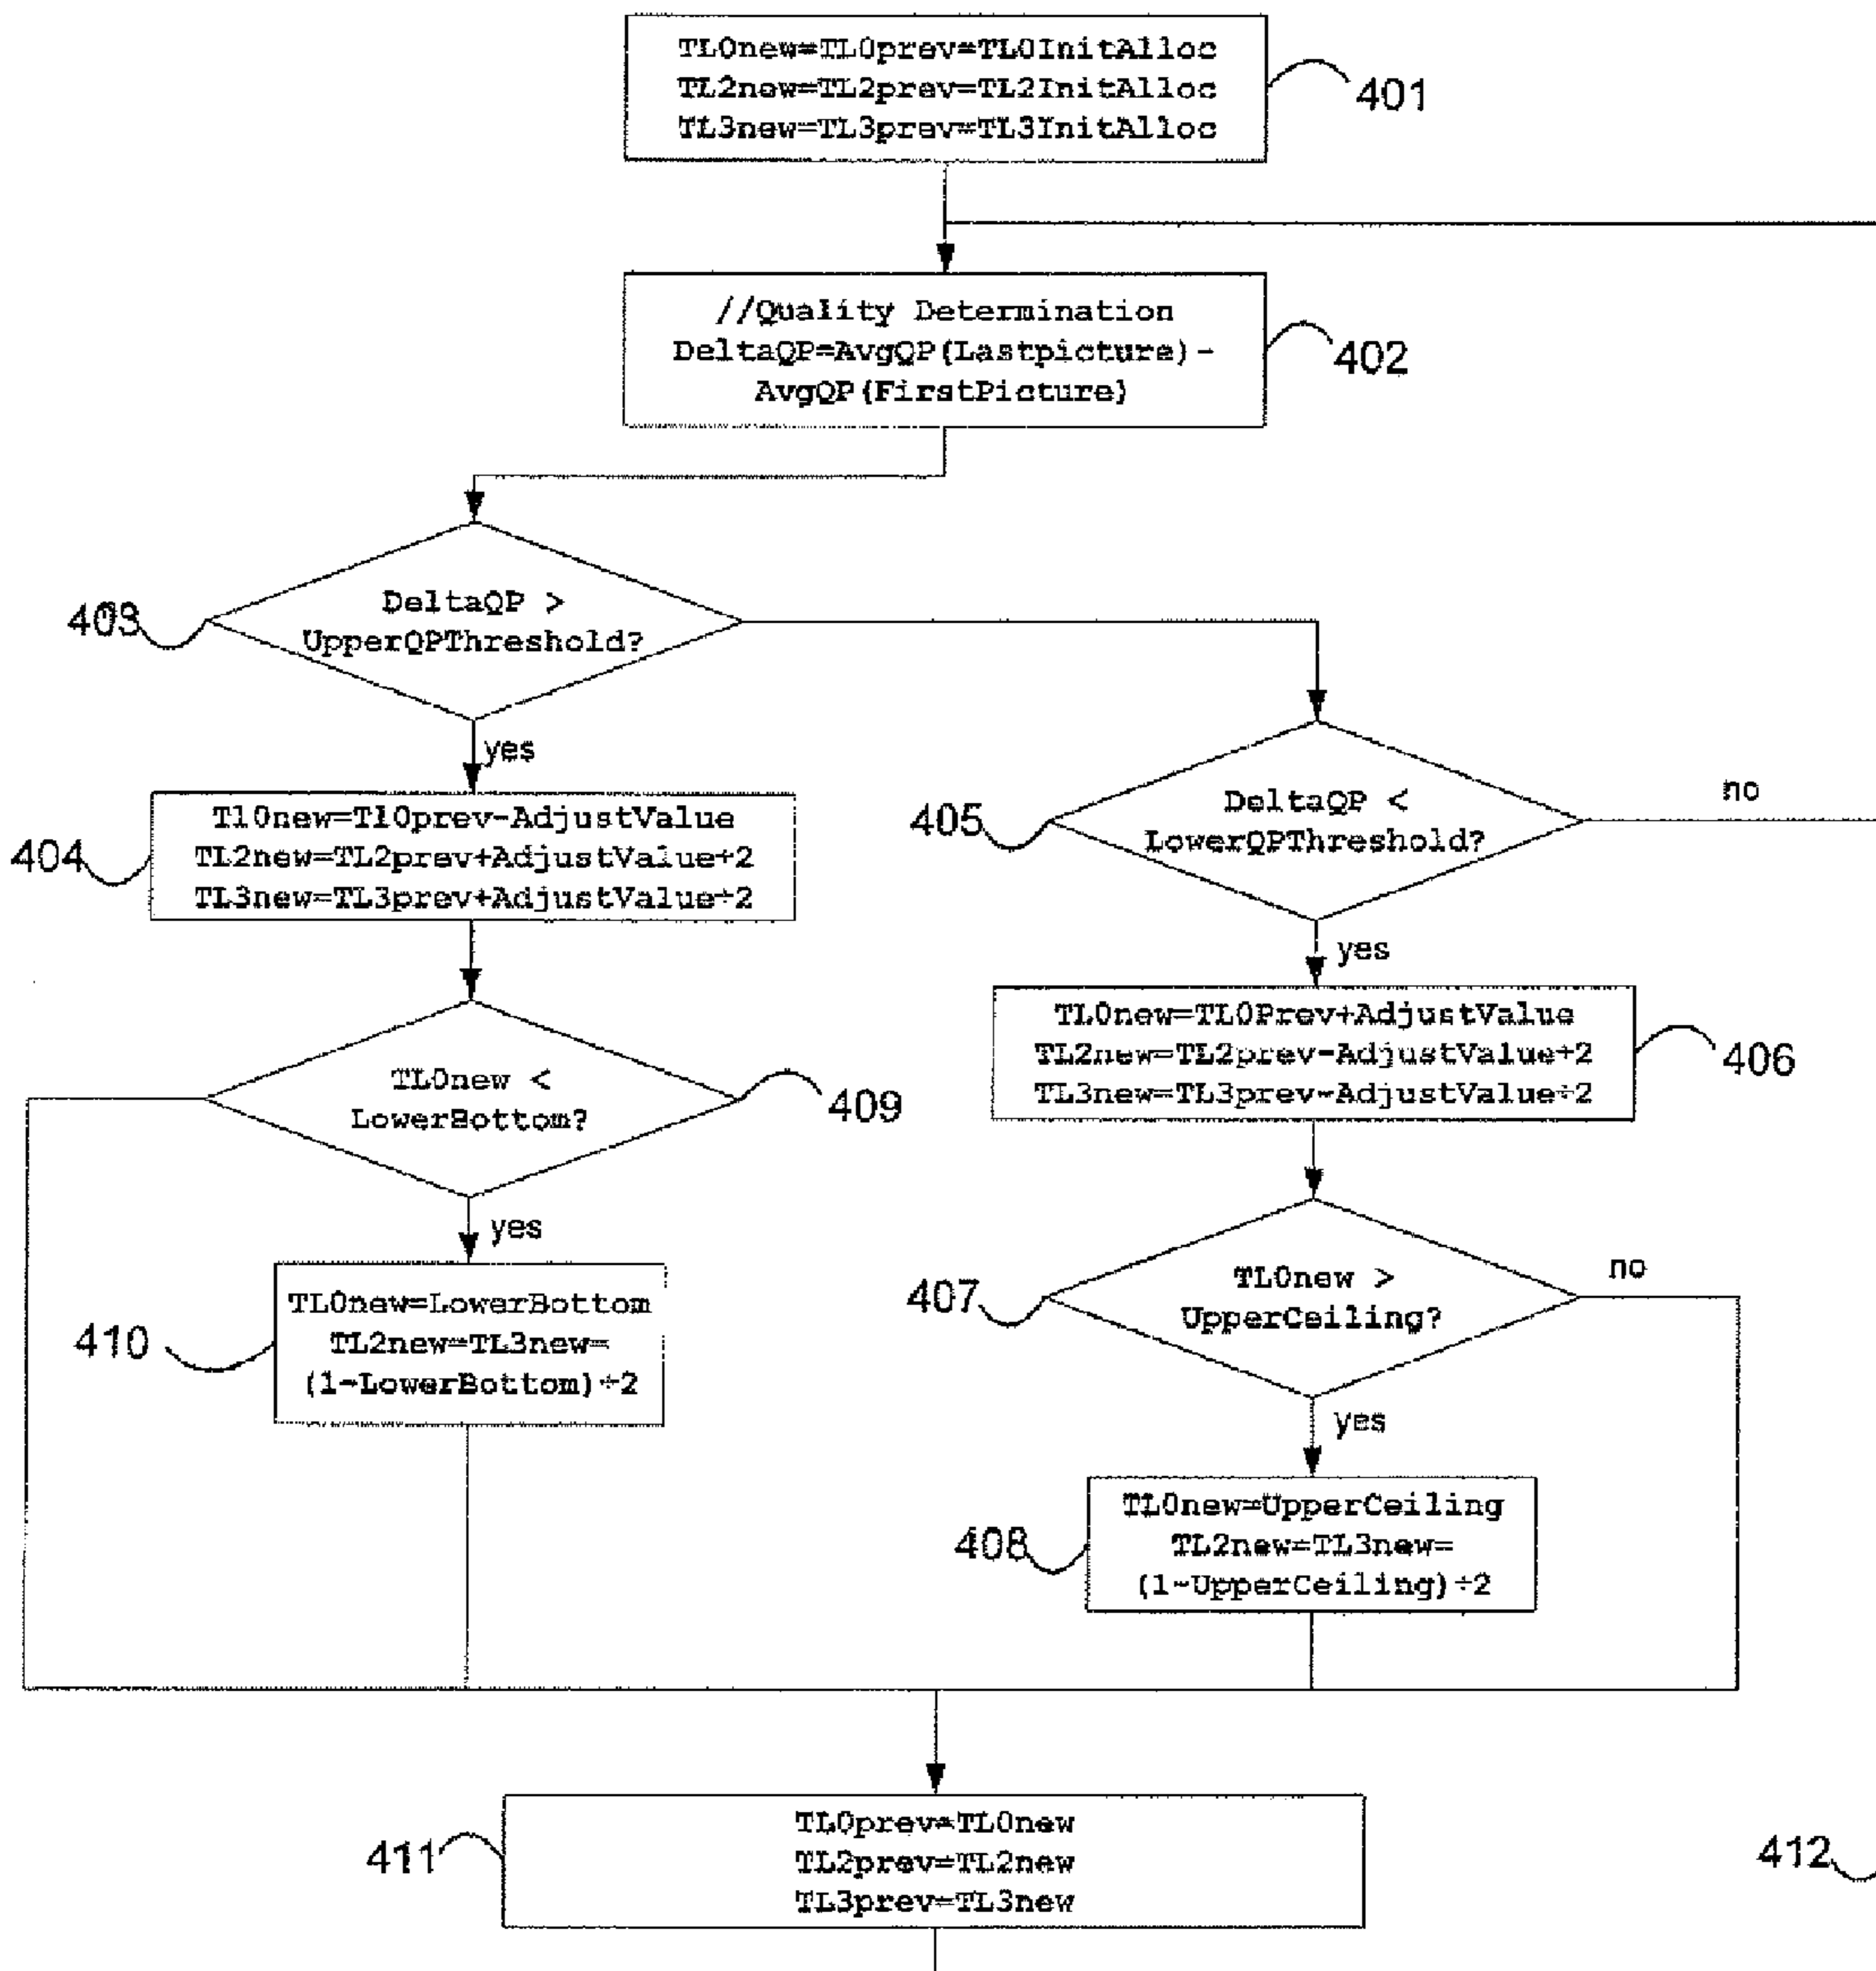 TL0new=TL0prev=TL0InitAlloc
TL2new=TL2prev=TL2InitAlloc
TL3new=TL3prev=TL3InitAlloc
401
//Quality Determination
DeltaQP=AvgQP(Lastpicture)-
AvgQP(FirstPicture)
402
DeltaQP >
UpperQPThreshold?
403
yes
Tl0new=Tl0prev-AdjustValue
TL2new=TL2prev+AdjustValue÷2
TL3new=TL3prev+AdjustValue÷2
404
DeltaQP <
LowerQPThreshold?
405
no
yes
TL0new=TL0Prev+AdjustValue
TL2new=TL2prev-AdjustValue÷2
TL3new=TL3prev-AdjustValue÷2
406
TL0new <
LowerBottom?
409
yes
TL0new=LowerBottom
TL2new=TL3new=
(1-LowerBottom)÷2
410
TL0new >
UpperCeiling?
407
no
yes
TL0new=UpperCeiling
TL2new=TL3new=
(1-UpperCeiling)÷2
408
TL0prev=TL0new
TL2prev=TL2new
TL3prev=TL3new
411
412